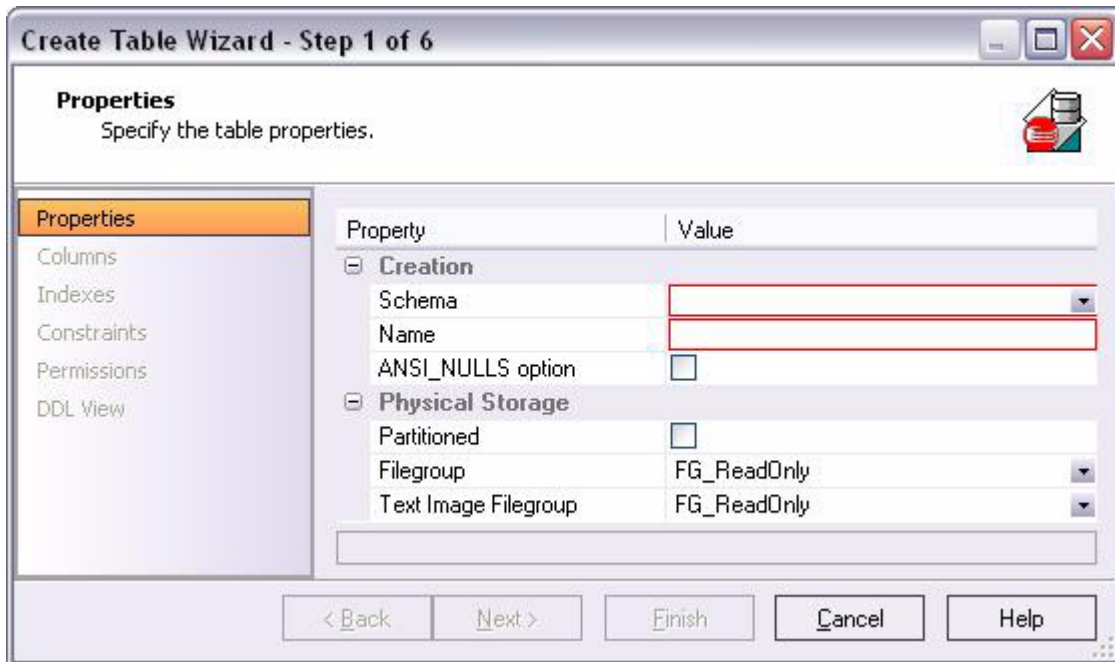 Create Table Wizard - Step 1 of 6
Properties
Specify the table properties.
Properties
Columns
Indexes
Constraints
Permissions
DDL View
Property Value
Creation
Schema
Name
ANSI_NULLS option
Physical Storage
Partitioned
Filegroup FG_ReadOnly
Text Image Filegroup FG_ReadOnly
< Back Next > Finish Cancel Help